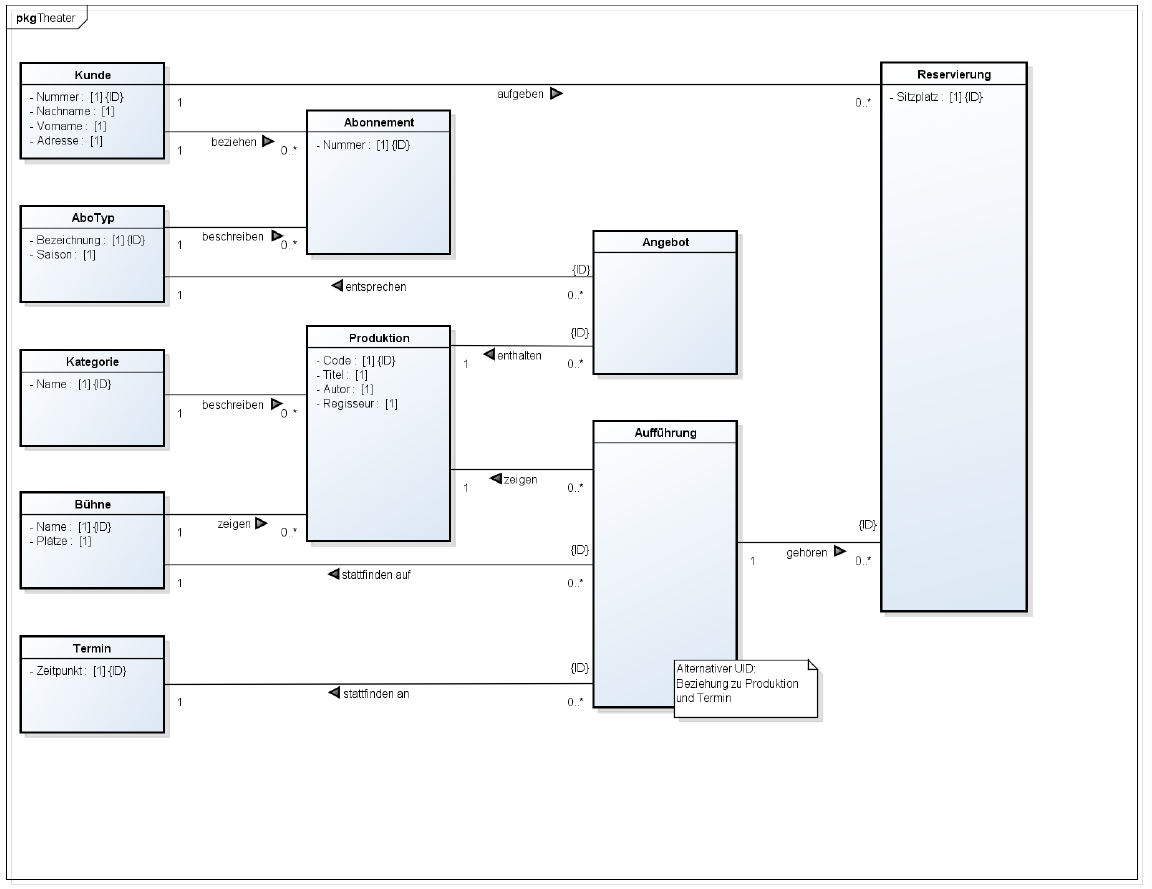 pkgTheater
Kunde
- Nummer : [1] {ID}
- Nachname : [1]
- Vorname : [1]
- Adresse : [1]
1
aufgeben
0..*
Reservierung
- Sitzplatz : [1] {ID}
1
beziehen
0..*
Abonnement
- Nummer : [1] {ID}
AboTyp
- Bezeichnung : [1] {ID}
- Saison : [1]
1
beschreiben
0..*
Angebot
1
entsprechen
{ID}
0..*
Produktion
- Code : [1] {ID}
- Titel : [1]
- Autor : [1]
- Regisseur : [1]
1
enthalten
{ID}
0..*
Kategorie
- Name : [1] {ID}
1
beschreiben
0..*
Aufführung
1
zeigen
0..*
Bühne
- Name : [1] {ID}
- Plätze : [1]
1
zeigen
0..*
1
stattfinden auf
{ID}
0..*
1
gehören
{ID}
0..*
Termin
- Zeitpunkt : [1] {ID}
1
stattfinden an
{ID}
0..*
Alternativer UID:
Beziehung zu Produktion
und Termin